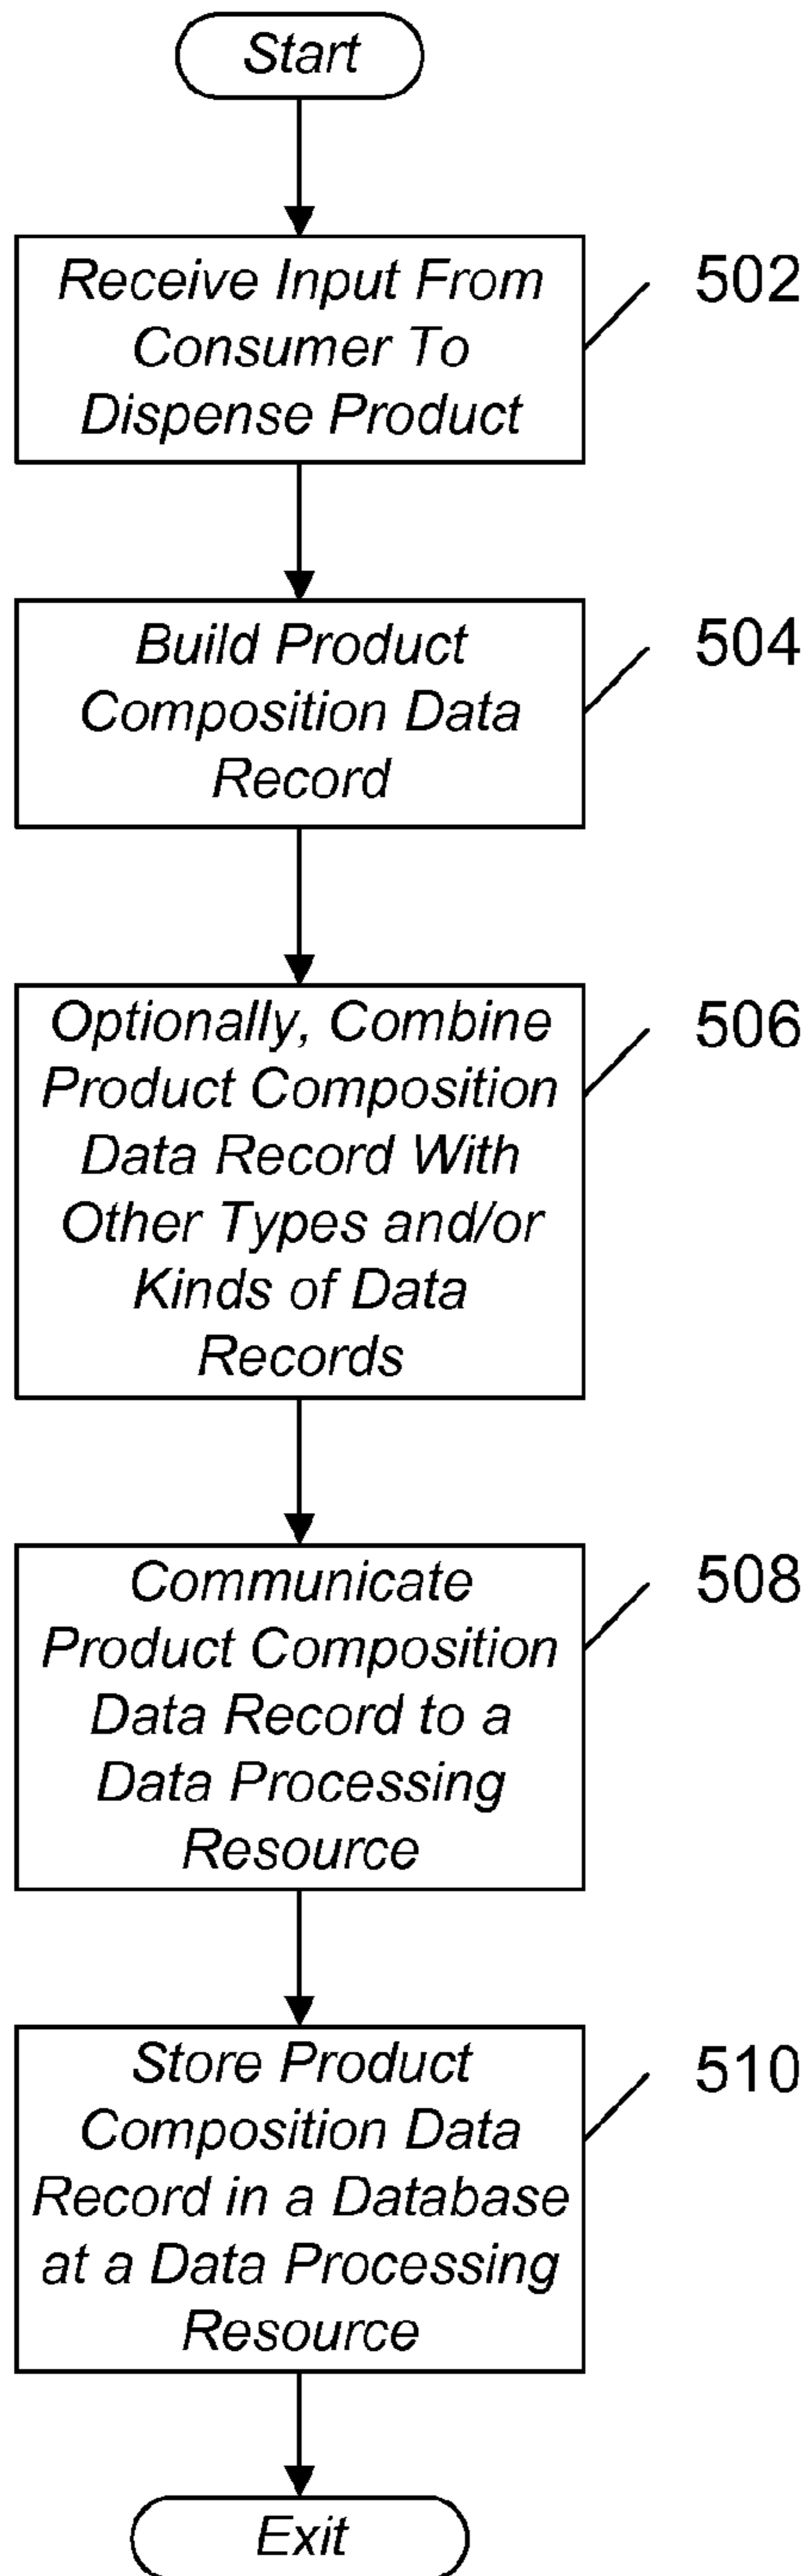 Start
Receive Input From
Consumer To
Dispense Product
502
Build Product
Composition Data
Record
504
Optionally, Combine
Product Composition
Data Record With
Other Types and/or
Kinds of Data
Records
506
Communicate
Product Composition
Data Record to a
Data Processing
Resource
508
Store Product
Composition Data
Record in a Database
at a Data Processing
Resource
510
Exit